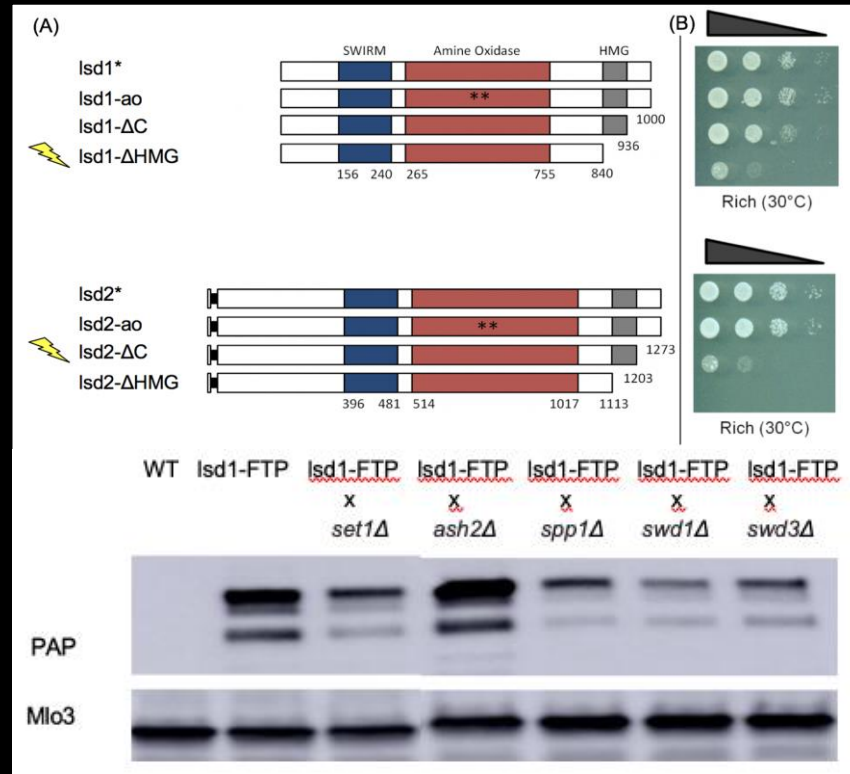 (A)
(B)
SWIRM Amine Oxidase HMG
lsd1*
lsd1-ao
**
1000
lsd1-ΔC
936
lsd1-ΔHMG
156 240 265 755 840
Rich (30°C)
lsd2*
lsd2-ao
**
lsd2-ΔC
1273
lsd2-ΔHMG
1203
396 481 514 1017 1113
Rich (30°C)
WT lsd1-FTP lsd1-FTP lsd1-FTP lsd1-FTP lsd1-FTP lsd1-FTP
x x x x x
set1Δ ash2Δ spp1Δ swd1Δ swd3Δ
PAP
Mlo3